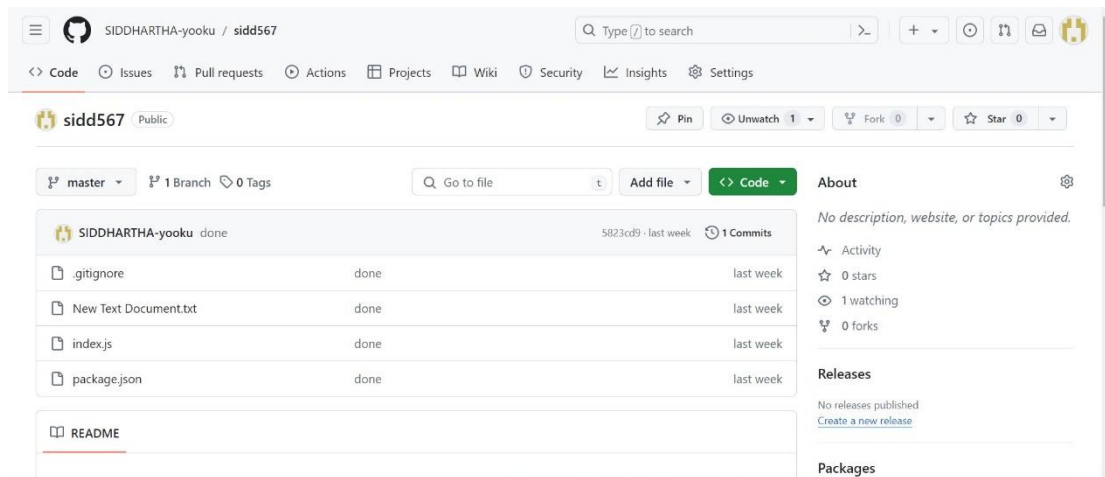 SIDDHARTHA-yooku / sidd567
Type / to search
Code Issues Pull requests Actions Projects Wiki Security Insights Settings
sidd567 Public
Pin Unwatch 1 Fork 0 Star 0
master 1 Branch 0 Tags Go to file t Add file Code
SIDDHARTHA-yooku done 5823cd9 · last week 1 Commits
.gitignore done last week
New Text Document.txt done last week
index.js done last week
package.json done last week
README
About
No description, website, or topics provided.
Activity
0 stars
1 watching
0 forks
Releases
No releases published
Create a new release
Packages